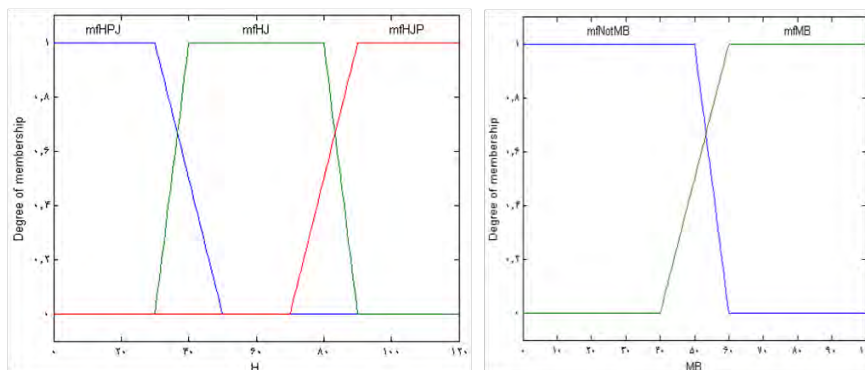 mfHPJ mfHJ mfHJP
۱
۰٫۸
۰٫۶
۰٫۴
۰٫۲
۰
Degree of membership
۰ ۲۰ ۴۰ ۶۰ ۸۰ ۱۰۰ ۱۲۰
H
mfNotMB mfMB
۱
۰٫۸
۰٫۶
۰٫۴
۰٫۲
۰
Degree of membership
۰ ۱۰ ۲۰ ۳۰ ۴۰ ۵۰ ۶۰ ۷۰ ۸۰ ۹۰
MB